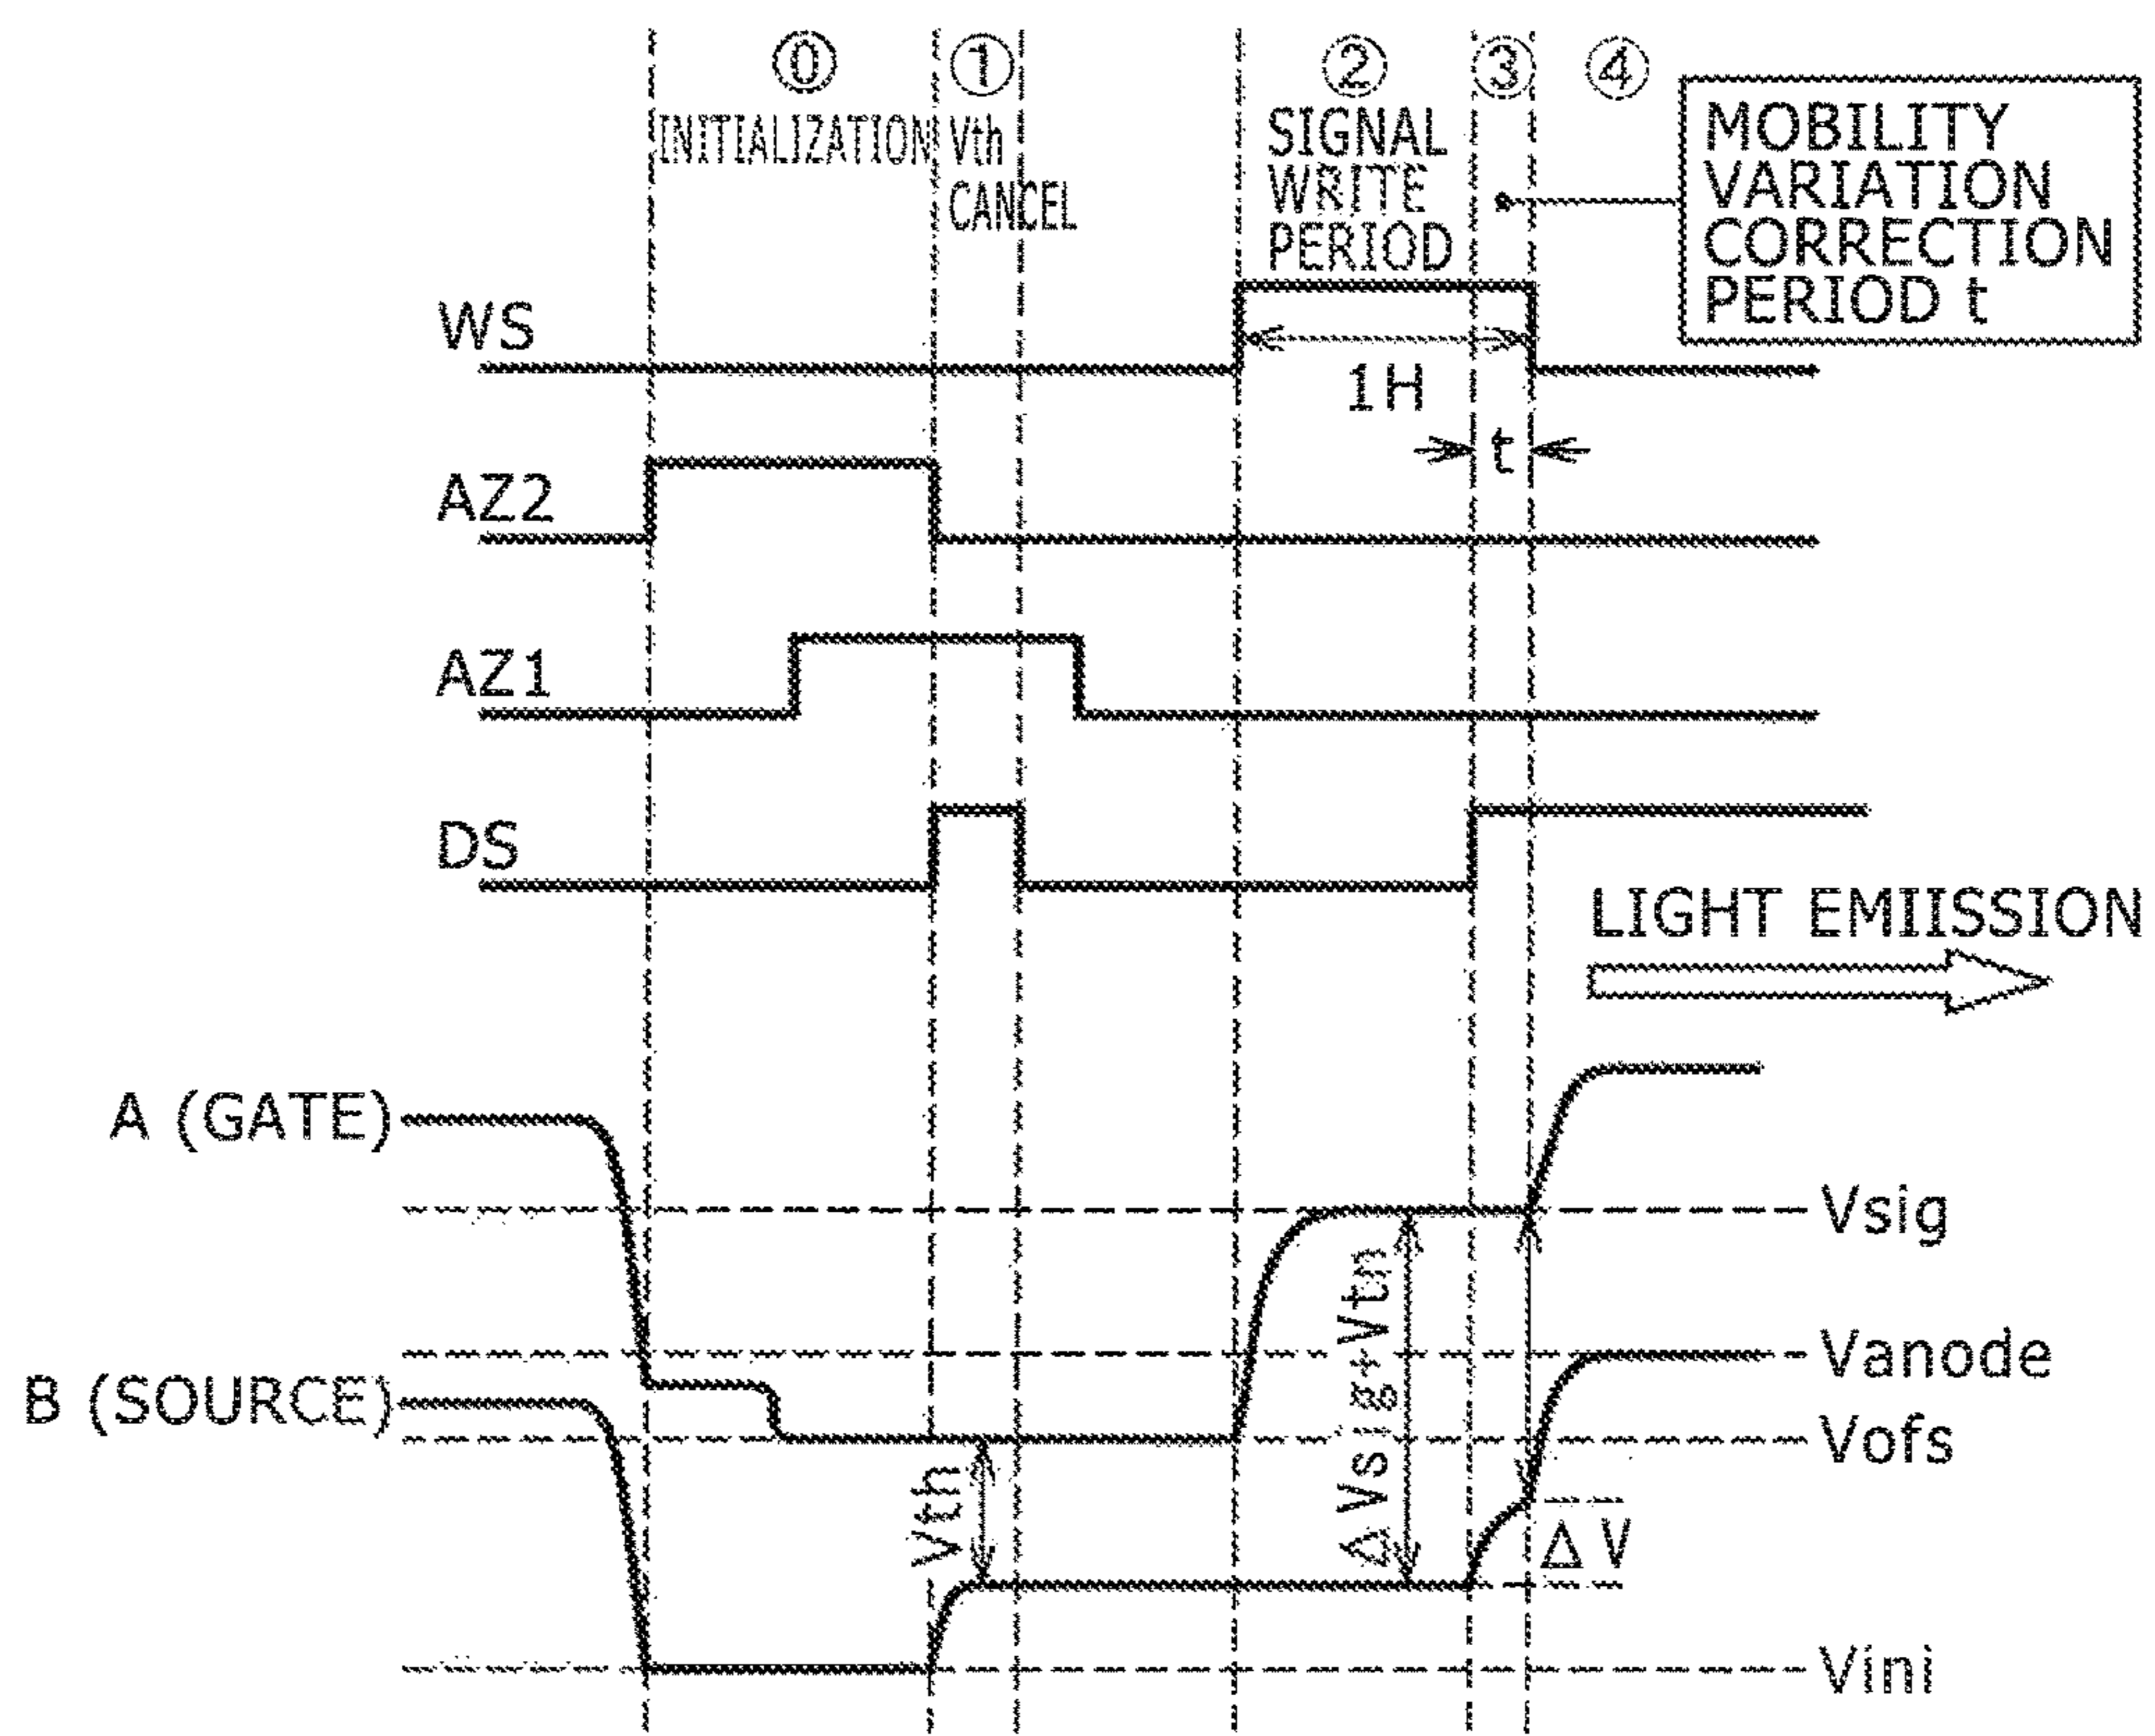 ⓪
①
②
③
④
INITIALIZATION
Vth
CANCEL
SIGNAL
WRITE
PERIOD
MOBILITY
VARIATION
CORRECTION
PERIOD t
WS
1H
t
AZ2
AZ1
DS
LIGHT EMIISSION
A (GATE)
Vsig
ΔVsig+Vtn
Vanode
B (SOURCE)
Vofs
Vth
ΔV
Vini